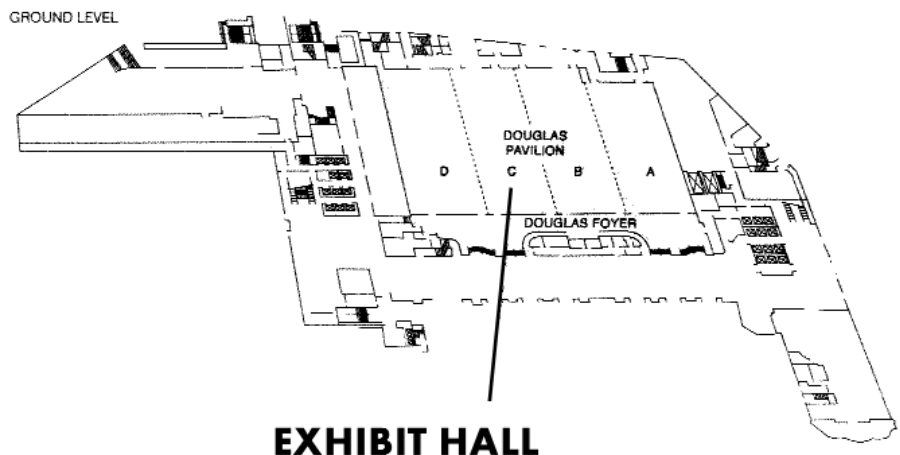 GROUND LEVEL
DOUGLAS
PAVILION
D C B A
DOUGLAS FOYER
EXHIBIT HALL